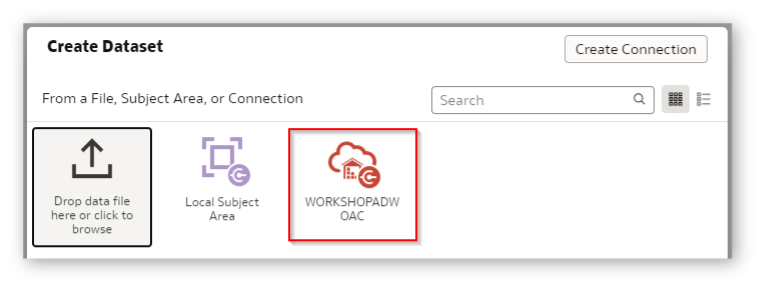 Create Dataset
Create Connection
From a File, Subject Area, or Connection
Search
Drop data file
here or click to
browse
Local Subject
Area
WORKSHOPADW
OAC